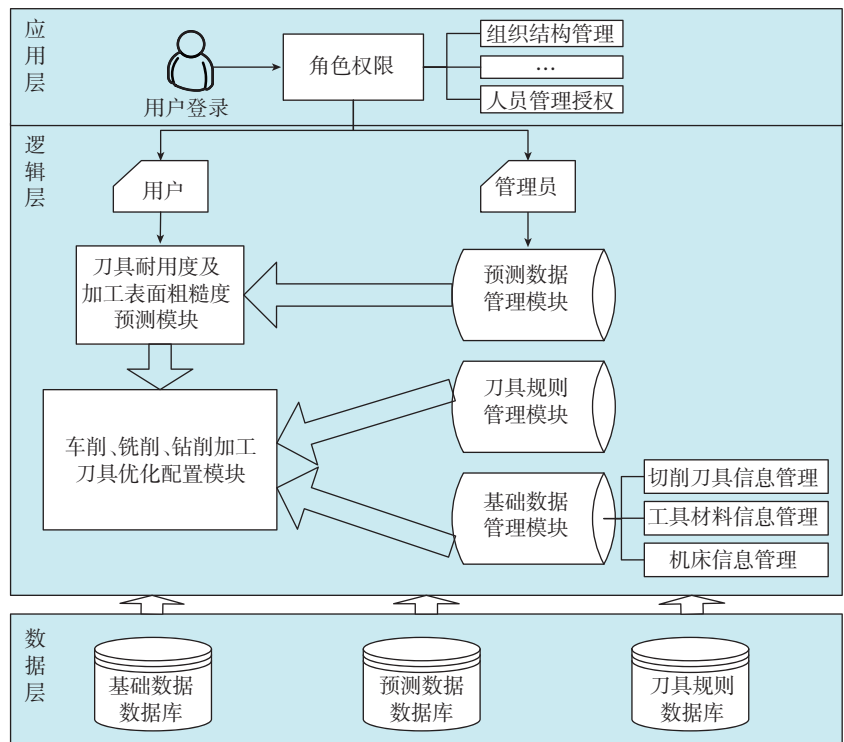 应用层
用户登录
角色权限
组织结构管理
…
人员管理授权
逻辑层
用户
管理员
刀具耐用度及
加工表面粗糙度
预测模块
预测数据
管理模块
刀具规则
管理模块
车削、铣削、钻削加工
刀具优化配置模块
基础数据
管理模块
切削刀具信息管理
工具材料信息管理
机床信息管理
数据层
基础数据
数据库
预测数据
数据库
刀具规则
数据库